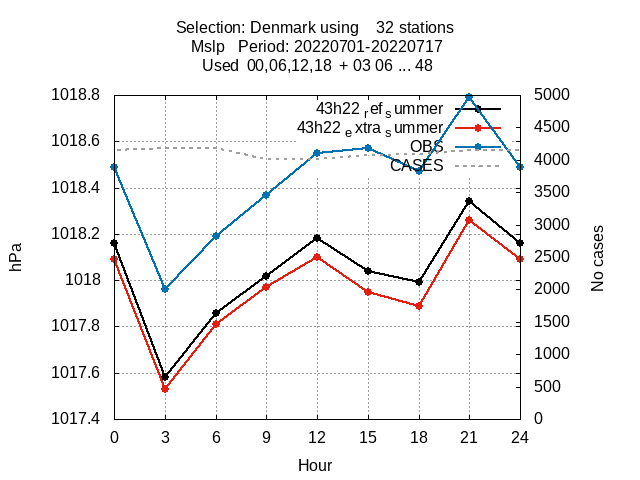 Selection: Denmark using    32 stations
Mslp   Period: 20220701-20220717
Used  00,06,12,18  + 03 06 ... 48
1018.8
1018.6
1018.4
1018.2
1018
1017.8
1017.6
1017.4
hPa
5000
4500
4000
3500
3000
2500
2000
1500
1000
500
0
No cases
43h22 ref summer
43h22 extra summer
OBS
CASES
0 3 6 9 12 15 18 21 24
Hour